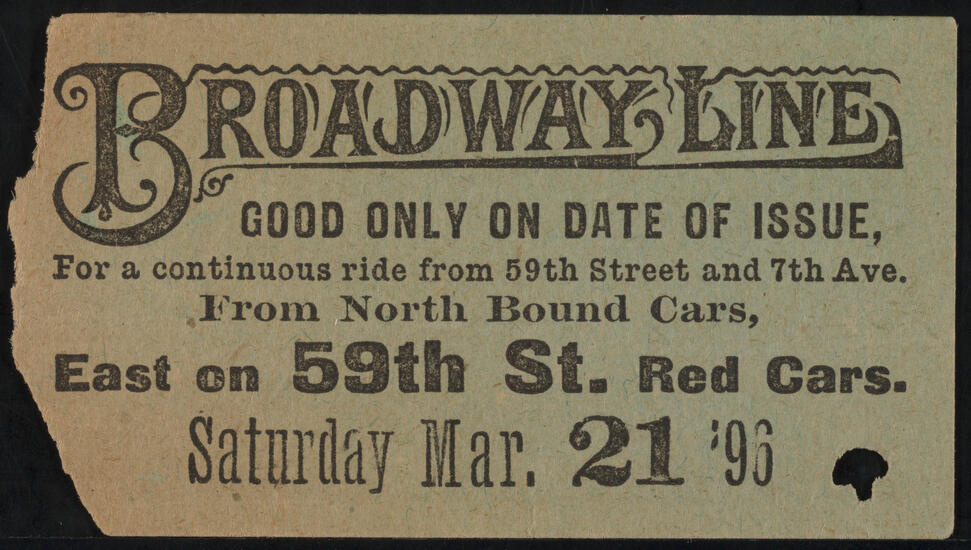 BROADWAY LINE
GOOD ONLY ON DATE OF ISSUE,
For a continuous ride from 59th Street and 7th Ave.
From North Bound Cars,
East on 59th St. Red Cars.
Saturday Mar. 21 '96